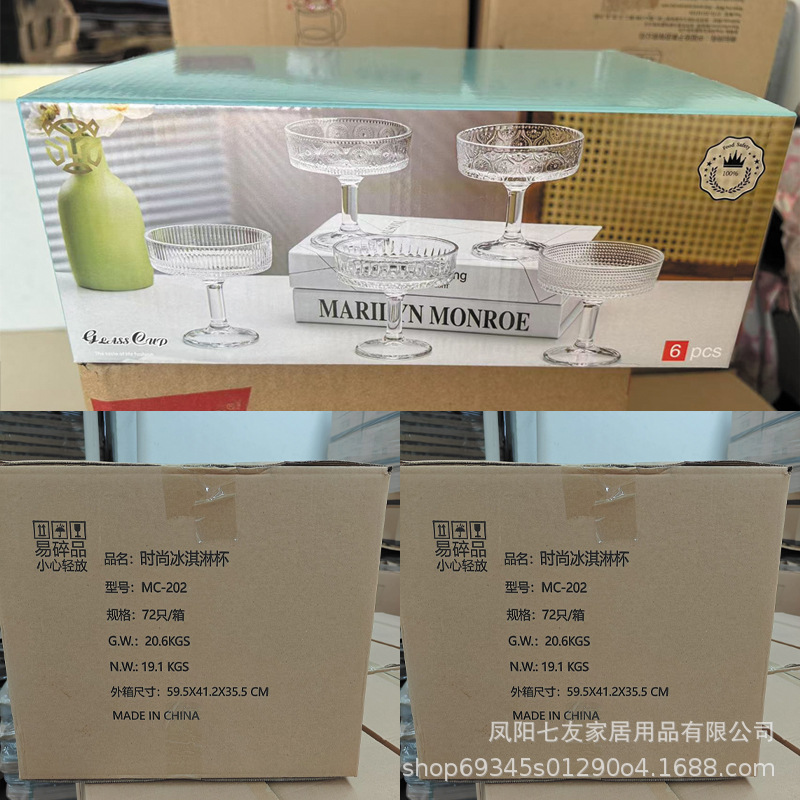 Food Safety
100%
MARILYN MONROE
GLASS CUP
6 pcs
易碎品
小心轻放
品名：时尚冰淇淋杯
型号：MC-202
规格：72只/箱
G.W.：20.6KGS
N.W.：19.1 KGS
外箱尺寸：59.5X41.2X35.5 CM
MADE IN CHINA
易碎品
小心轻放
品名：时尚冰淇淋杯
型号：MC-202
规格：72只/箱
G.W.：20.6KGS
N.W.：19.1 KGS
外箱尺寸：59.5X41.2X35.5 CM
MADE IN CHINA
凤阳七友家居用品有限公司
shop69345s01290o4.1688.com